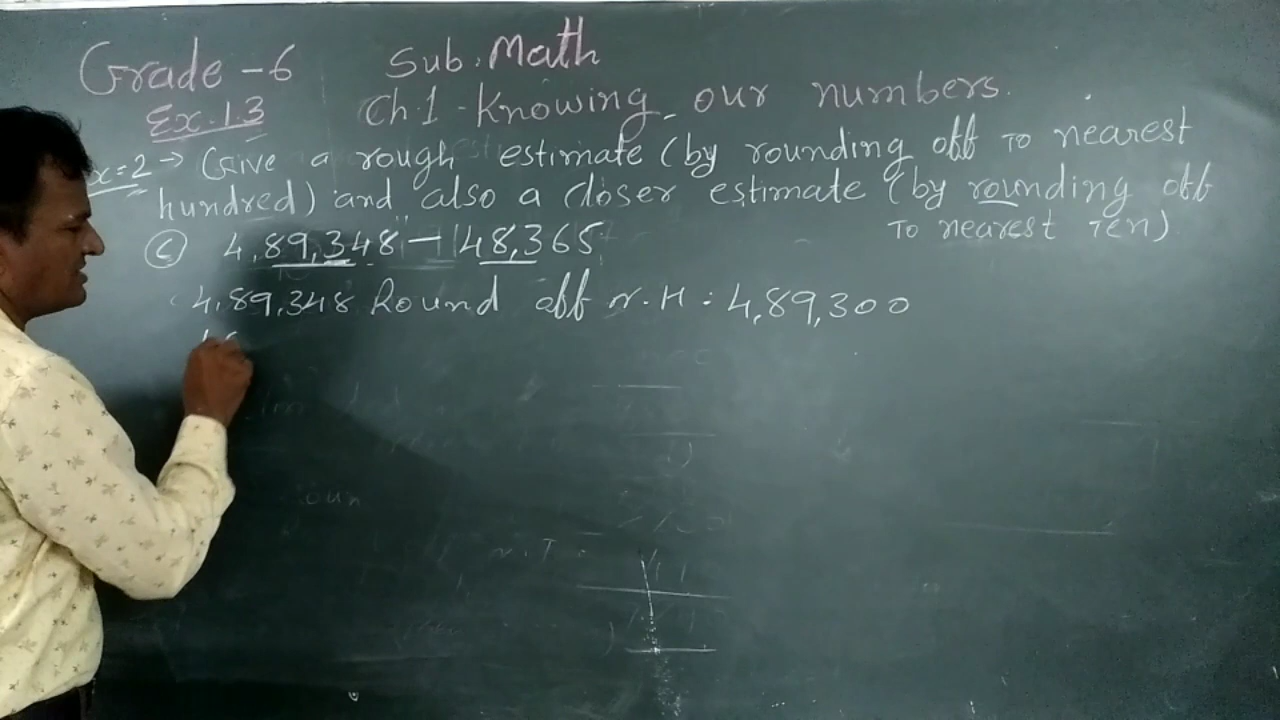 Grade - 6 Sub. Math
Ex. 1.3 Ch.1 - Knowing our numbers.
x=2 → Give a rough estimate (by rounding off To nearest
hundred) and also a closer estimate (by rounding off
To nearest Ten)
(c) 4,89,348 - 48,365
4,89,348 Round off N.H : 4,89,300